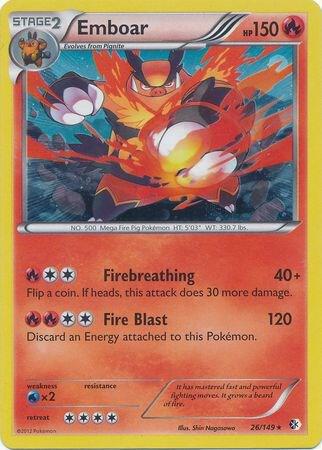 STAGE2
Emboar
HP150
Evolves from Pignite
NO. 500 Mega Fire Pig Pokémon HT: 5'03" WT: 330.7 lbs.
Firebreathing 40+
Flip a coin. If heads, this attack does 30 more damage.
Fire Blast 120
Discard an Energy attached to this Pokémon.
weakness resistance
×2
retreat
It has mastered fast and powerful
fighting moves. It grows a beard
of fire.
©2012 Pokémon Illus. Shin Nagasawa 26/149 ★